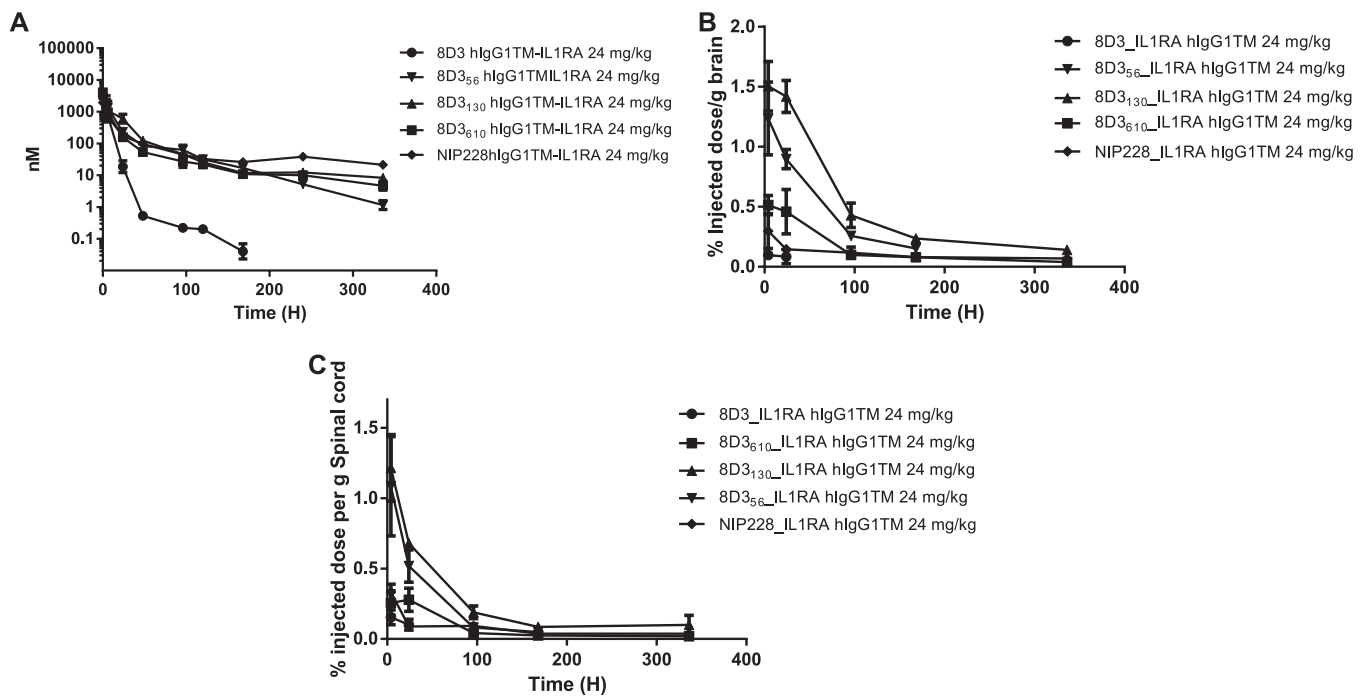 A
100000
10000
1000
100
10
1
0.1
nM
0
100
200
300
400
Time (H)
8D3 hIgG1TM-IL1RA 24 mg/kg
8D3₅₆ hIgG1TMIL1RA 24 mg/kg
8D3₁₃₀ hIgG1TM-IL1RA 24 mg/kg
8D3₆₁₀ hIgG1TM-IL1RA 24 mg/kg
NIP228hIgG1TM-IL1RA 24 mg/kg
B
2.0
1.5
1.0
0.5
0.0
% Injected dose/g brain
0
100
200
300
400
Time (H)
8D3_IL1RA hIgG1TM 24 mg/kg
8D3₅₆_IL1RA hIgG1TM 24 mg/kg
8D3₁₃₀_IL1RA hIgG1TM 24 mg/kg
8D3₆₁₀_IL1RA hIgG1TM 24 mg/kg
NIP228_IL1RA hIgG1TM 24 mg/kg
C
1.5
1.0
0.5
0.0
% injected dose per g Spinal cord
0
100
200
300
400
Time (H)
8D3_IL1RA hIgG1TM 24 mg/kg
8D3₆₁₀_IL1RA hIgG1TM 24 mg/kg
8D3₁₃₀_IL1RA hIgG1TM 24 mg/kg
8D3₅₆_IL1RA hIgG1TM 24 mg/kg
NIP228_IL1RA hIgG1TM 24 mg/kg